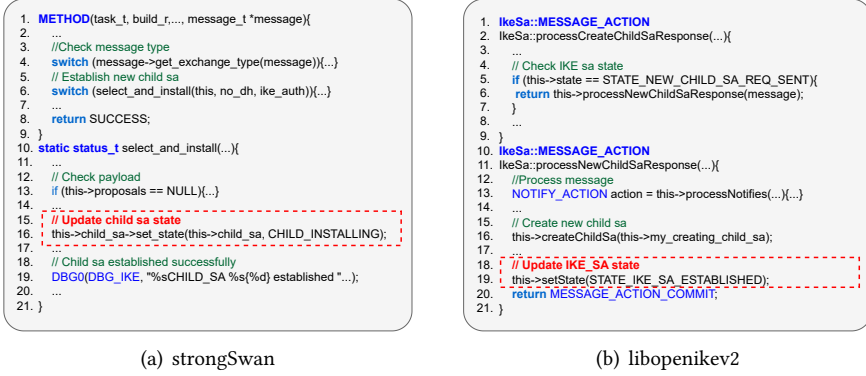 1. METHOD(task_t, build_r,..., message_t *message){
2. ...
3. //Check message type
4. switch (message->get_exchange_type(message)){...}
5. // Establish new child sa
6. switch (select_and_install(this, no_dh, ike_auth)){...}
7. ...
8. return SUCCESS;
9. }
10. static status_t select_and_install(...){
11. ...
12. // Check payload
13. if (this->proposals == NULL){...}
14. ...
15. // Update child sa state
16. this->child_sa->set_state(this->child_sa, CHILD_INSTALLING);
17. ...
18. // Child sa established successfully
19. DBG0(DBG_IKE, "%sCHILD_SA %s{%d} established "...);
20. ...
21. }
(a) strongSwan
1. IkeSa::MESSAGE_ACTION
2. IkeSa::processCreateChildSaResponse(...){
3. ...
4. // Check IKE sa state
5. if (this->state == STATE_NEW_CHILD_SA_REQ_SENT){
6. return this->processNewChildSaResponse(message);
7. }
8. ...
9. }
10. IkeSa::MESSAGE_ACTION
11. IkeSa::processNewChildSaResponse(...){
12. //Process message
13. NOTIFY_ACTION action = this->processNotifies(...){...}
14. ...
15. // Create new child sa
16. this->createChildSa(this->my_creating_child_sa);
17. ...
18. // Update IKE_SA state
19. this->setState(STATE_IKE_SA_ESTABLISHED);
20. return MESSAGE_ACTION_COMMIT;
21. }
(b) libopenikev2